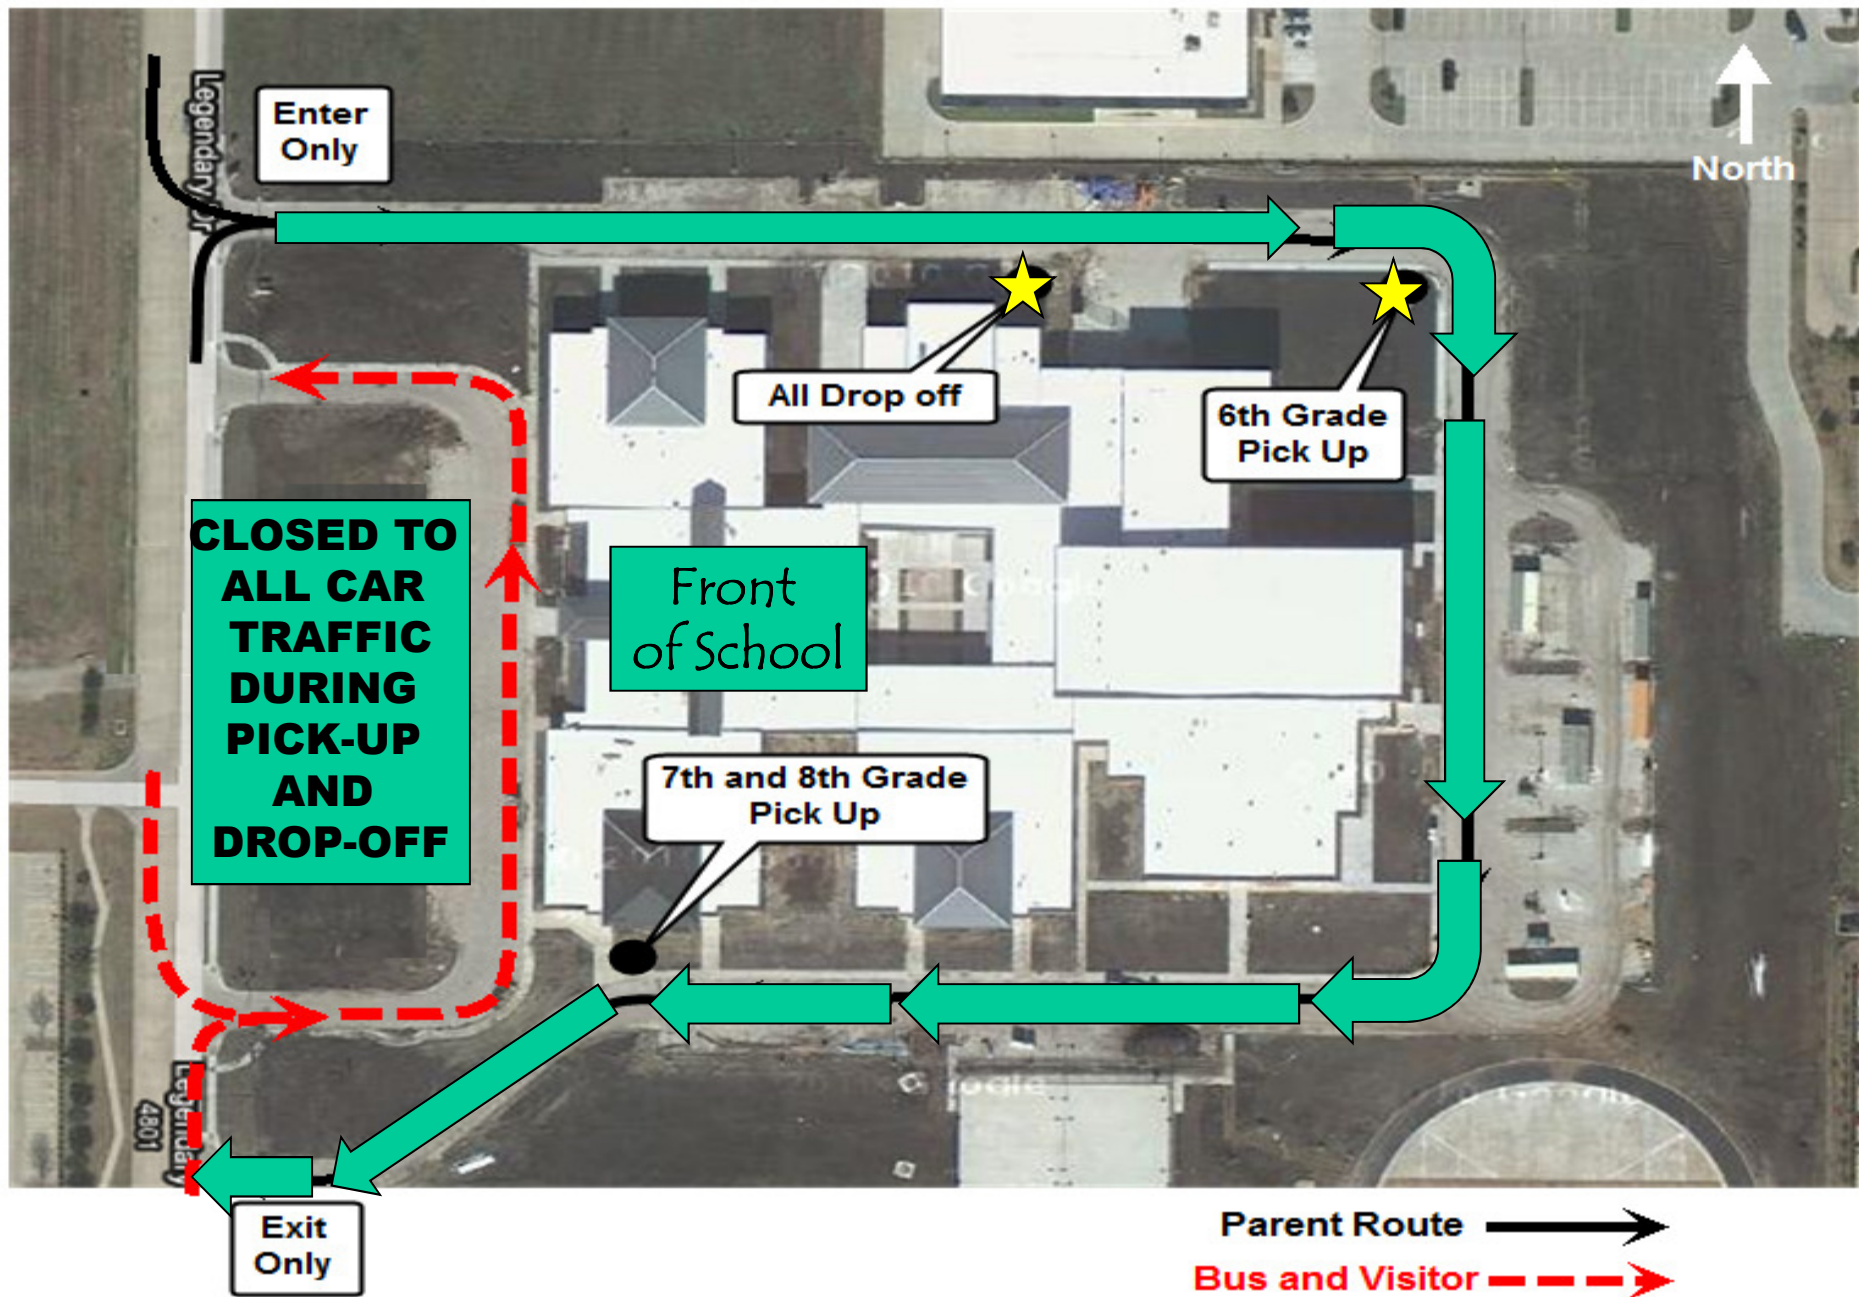 Legendary Dr
Enter
Only
North
All Drop off
6th Grade
Pick Up
CLOSED TO
ALL CAR
TRAFFIC
DURING
PICK-UP
AND
DROP-OFF
Front
of School
Google
7th and 8th Grade
Pick Up
Legendary
4801
Exit
Only
Parent Route
Bus and Visitor